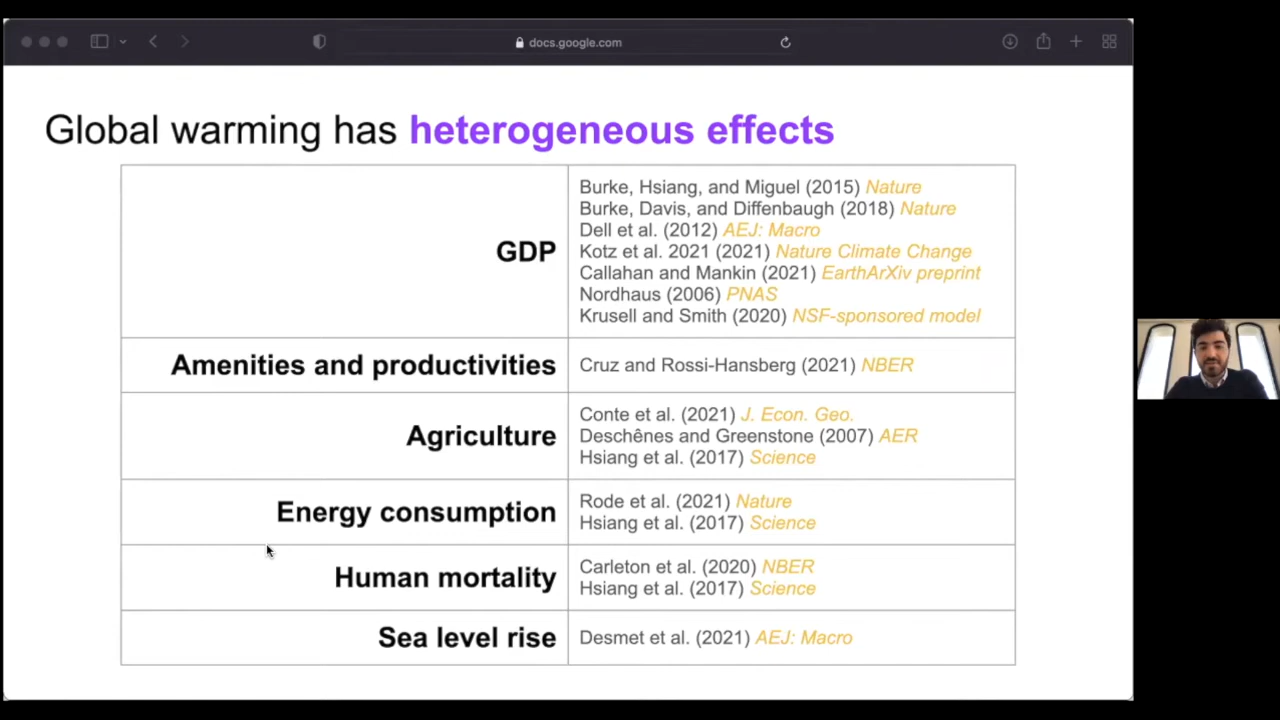 docs.google.com
Global warming has heterogeneous effects
GDP
Burke, Hsiang, and Miguel (2015) Nature
Burke, Davis, and Diffenbaugh (2018) Nature
Dell et al. (2012) AEJ: Macro
Kotz et al. 2021 (2021) Nature Climate Change
Callahan and Mankin (2021) EarthArXiv preprint
Nordhaus (2006) PNAS
Krusell and Smith (2020) NSF-sponsored model
Amenities and productivities
Cruz and Rossi-Hansberg (2021) NBER
Agriculture
Conte et al. (2021) J. Econ. Geo.
Deschênes and Greenstone (2007) AER
Hsiang et al. (2017) Science
Energy consumption
Rode et al. (2021) Nature
Hsiang et al. (2017) Science
Human mortality
Carleton et al. (2020) NBER
Hsiang et al. (2017) Science
Sea level rise
Desmet et al. (2021) AEJ: Macro